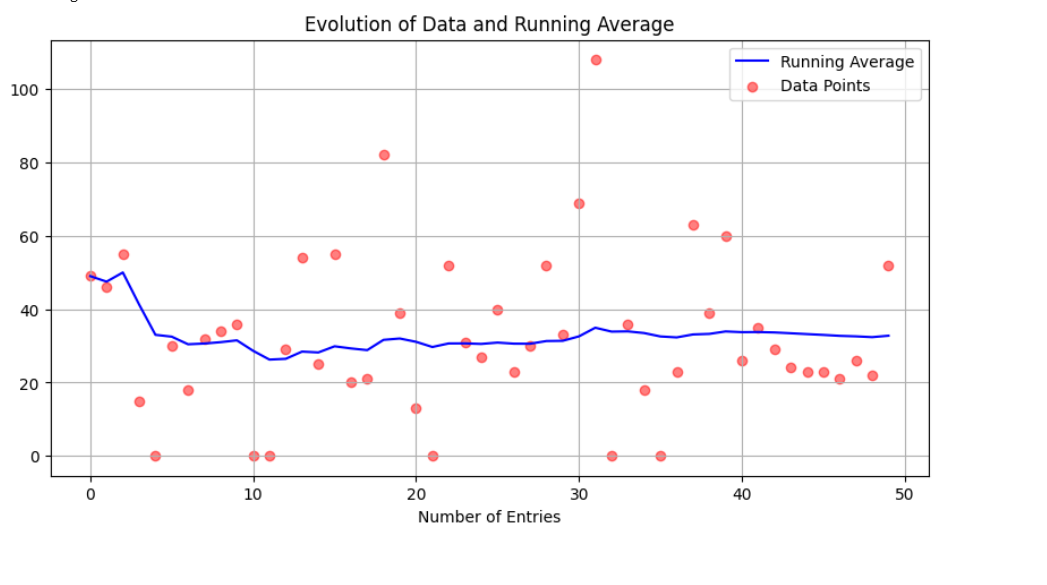 Evolution of Data and Running Average
Running Average
Data Points
100
80
60
40
20
0
0 10 20 30 40 50
Number of Entries